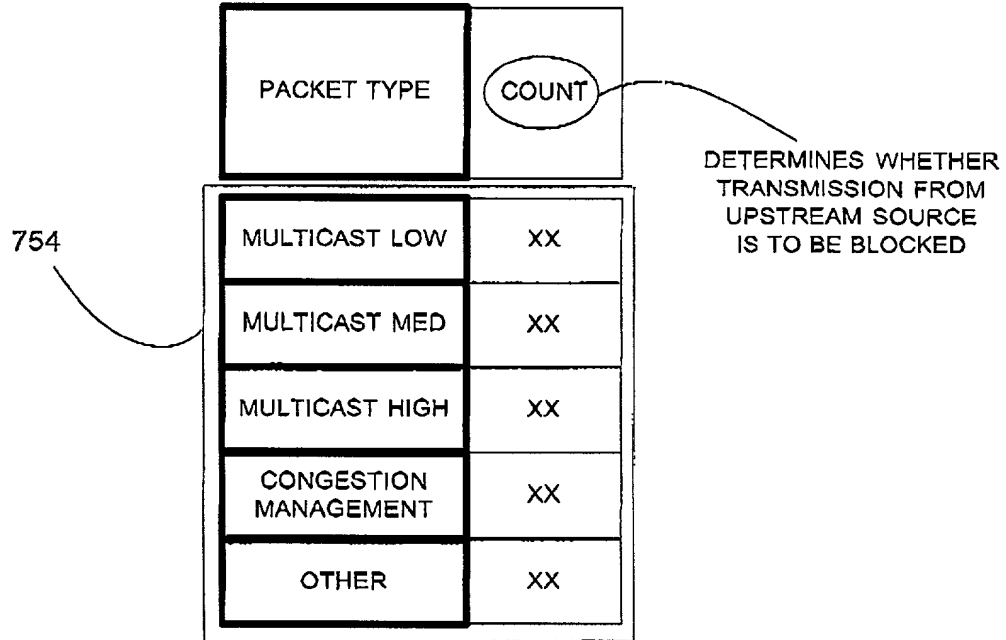 PACKET TYPE
COUNT
DETERMINES WHETHER
TRANSMISSION FROM
UPSTREAM SOURCE
IS TO BE BLOCKED
754
MULTICAST LOW
XX
MULTICAST MED
XX
MULTICAST HIGH
XX
CONGESTION
MANAGEMENT
XX
OTHER
XX